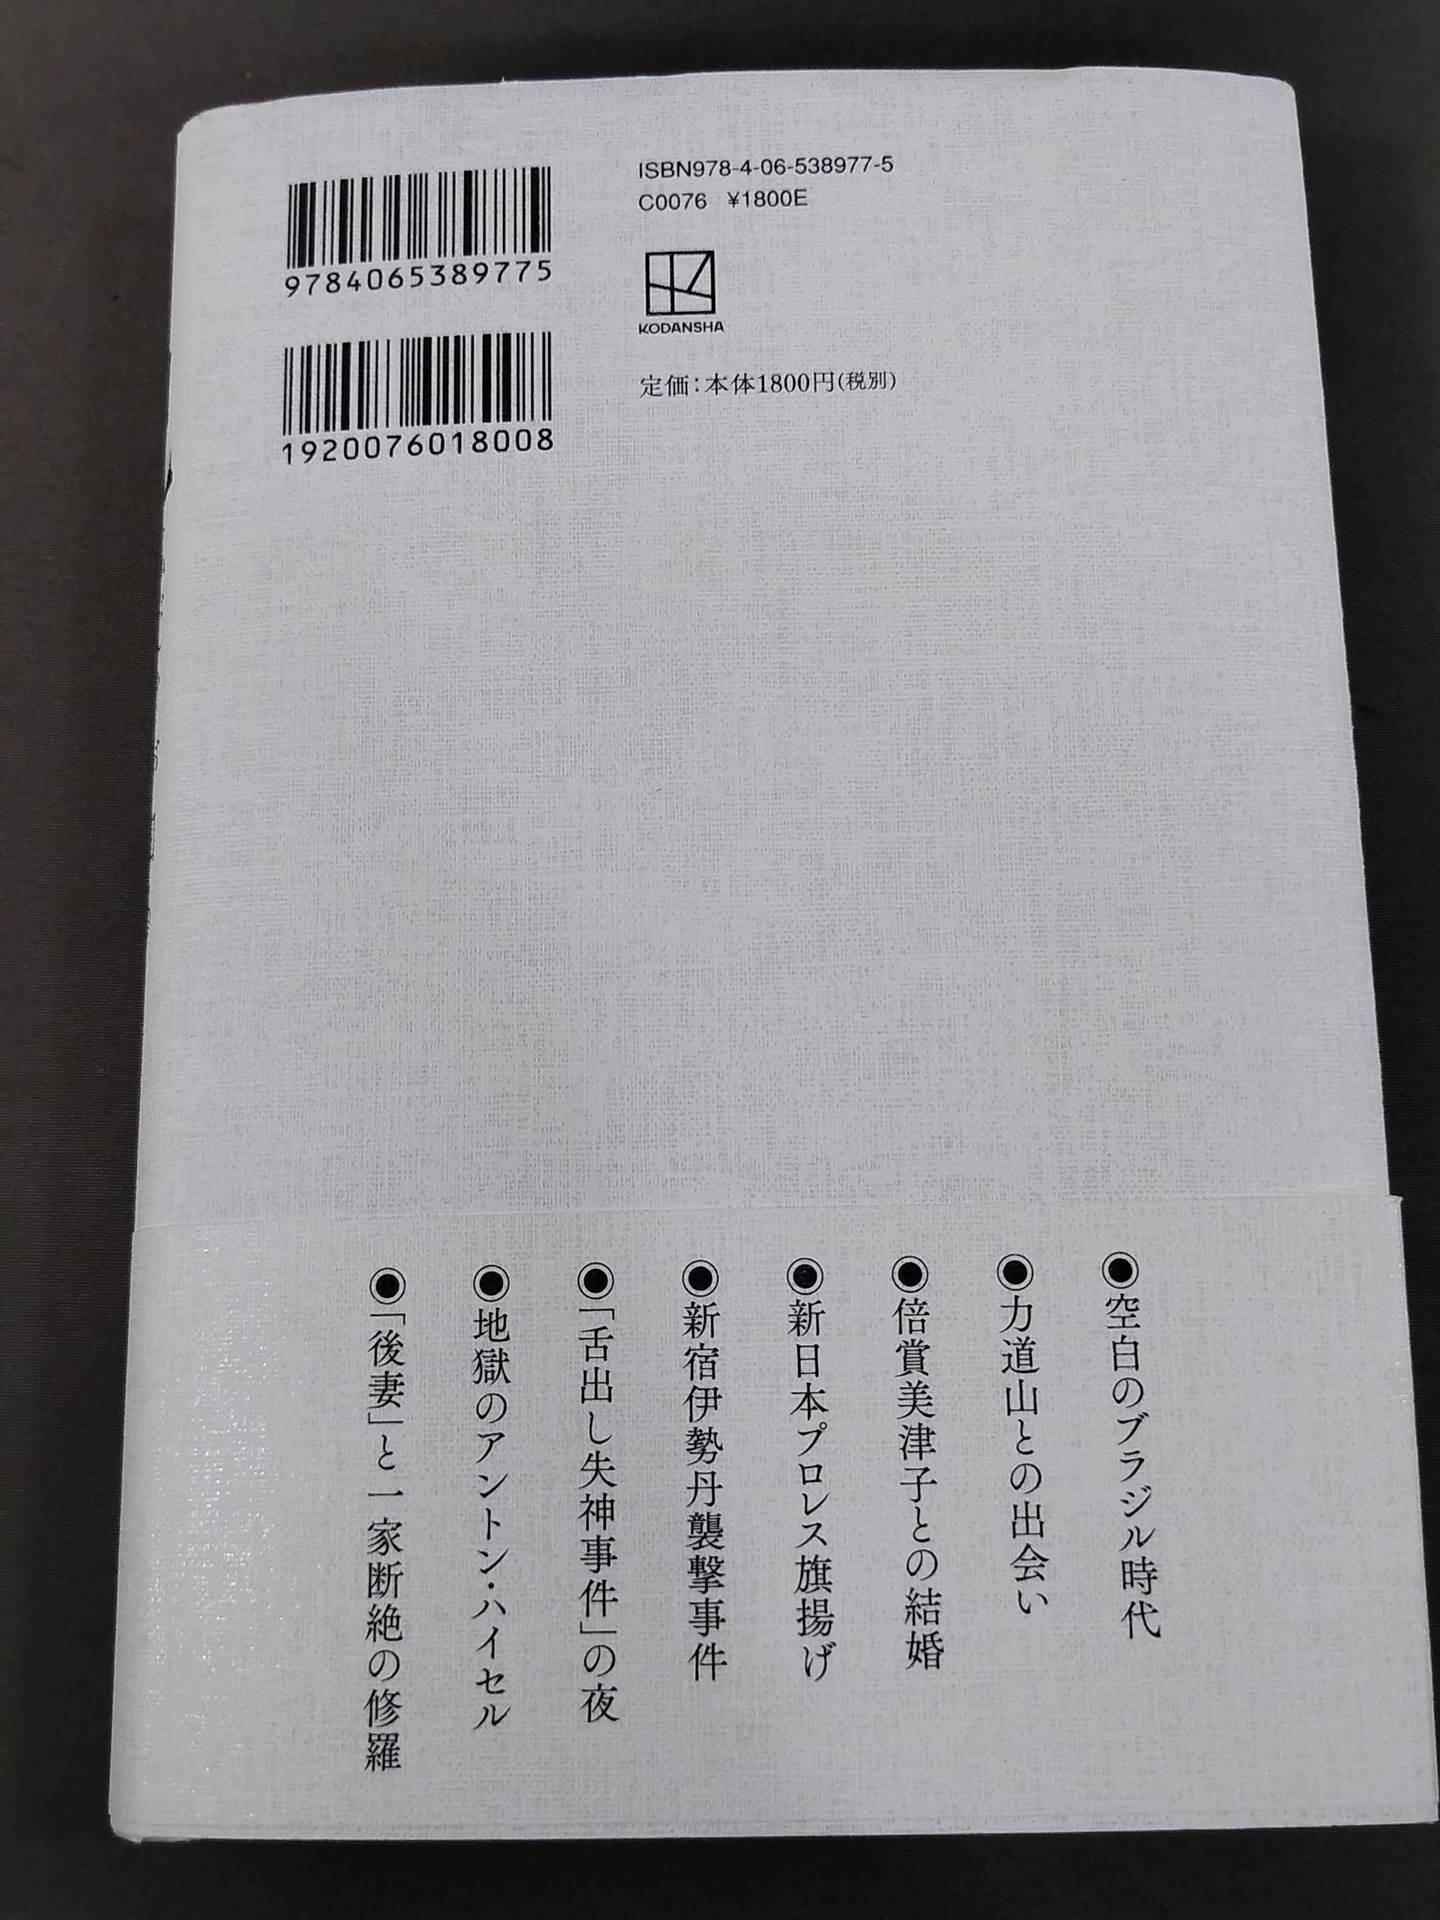 9784065389775
1920076018008
ISBN978-4-06-538977-5
C0076 ¥1800E
KODANSHA
定価：本体1800円(税別)
◉空白のブラジル時代
◉力道山との出会い
◉倍賞美津子との結婚
◉新日本プロレス旗揚げ
◉新宿伊勢丹襲撃事件
◉「舌出し失神事件」の夜
◉地獄のアントン・ハイセル
◉「後妻」と一家断絶の修羅